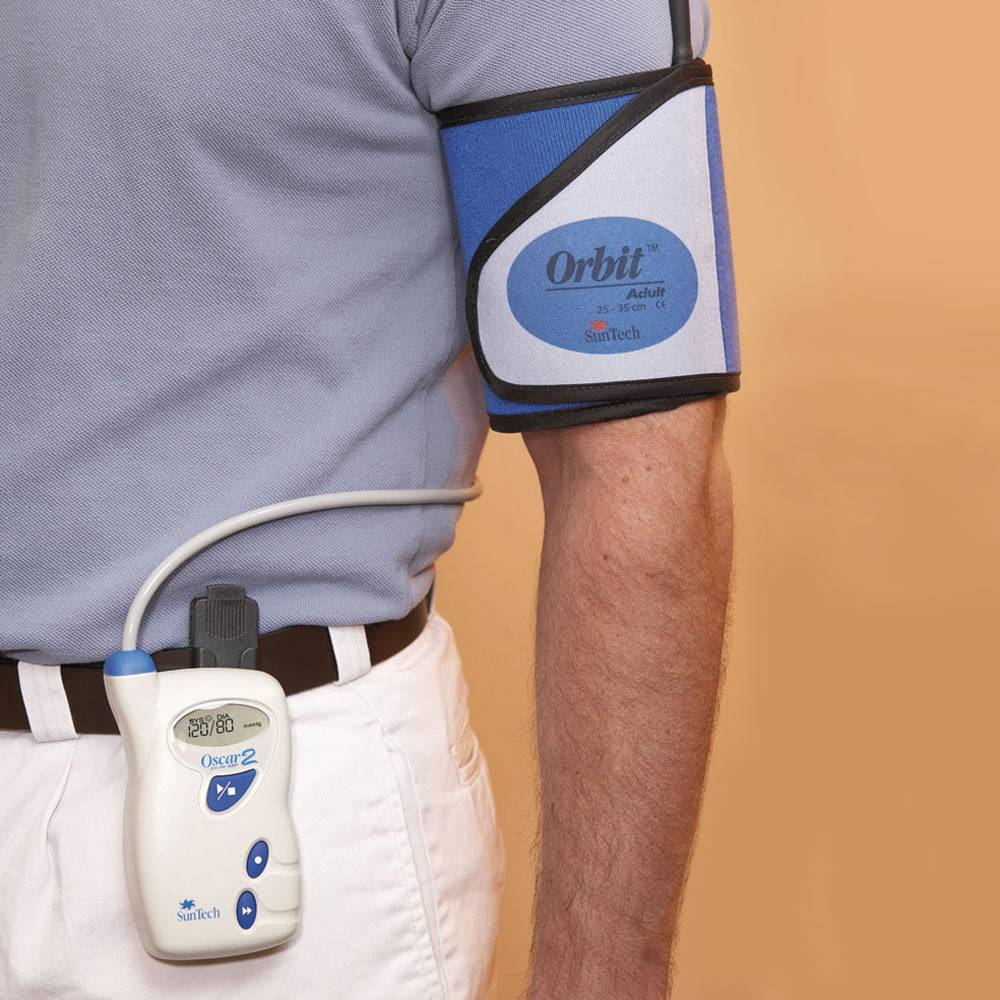 Orbit™
Adult
25 - 35 cm CE
SunTech
SYS DIA
120/80 mmHg
Oscar 2
SunTech